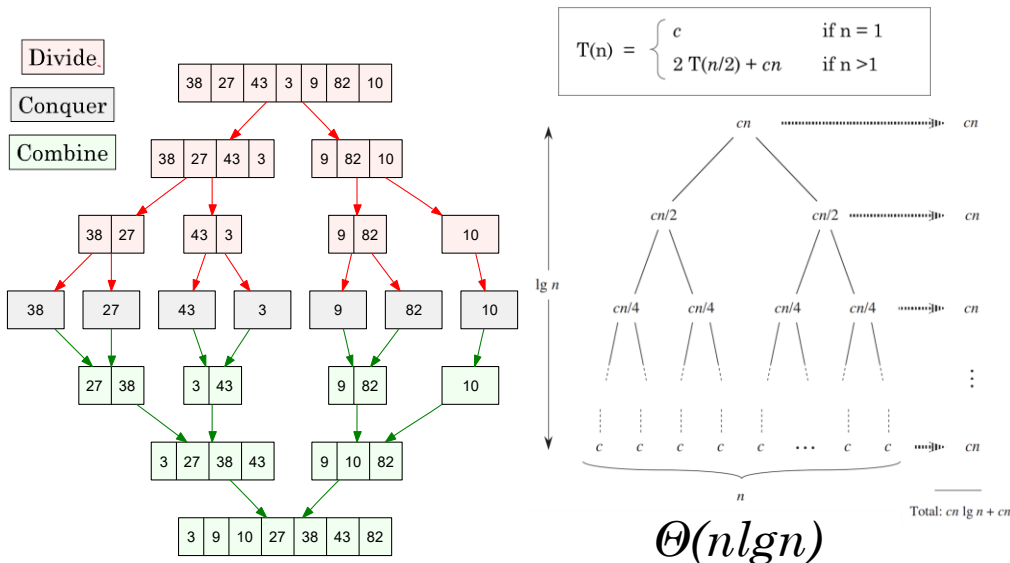 Divide.
Conquer
Combine
38 27 43 3 9 82 10
38 27 43 3
9 82 10
38 27
43 3
9 82
10
38
27
43
3
9
82
10
27 38
3 43
9 82
10
3 27 38 43
9 10 82
3 9 10 27 38 43 82
T(n) = { c if n = 1
2 T(n/2) + cn if n >1
cn cn
cn/2 cn/2 cn
lg n
cn/4 cn/4 cn/4 cn/4 cn
⋮
c c c c c ... c c cn
n
Total: cn lg n + cn
Θ(nlgn)